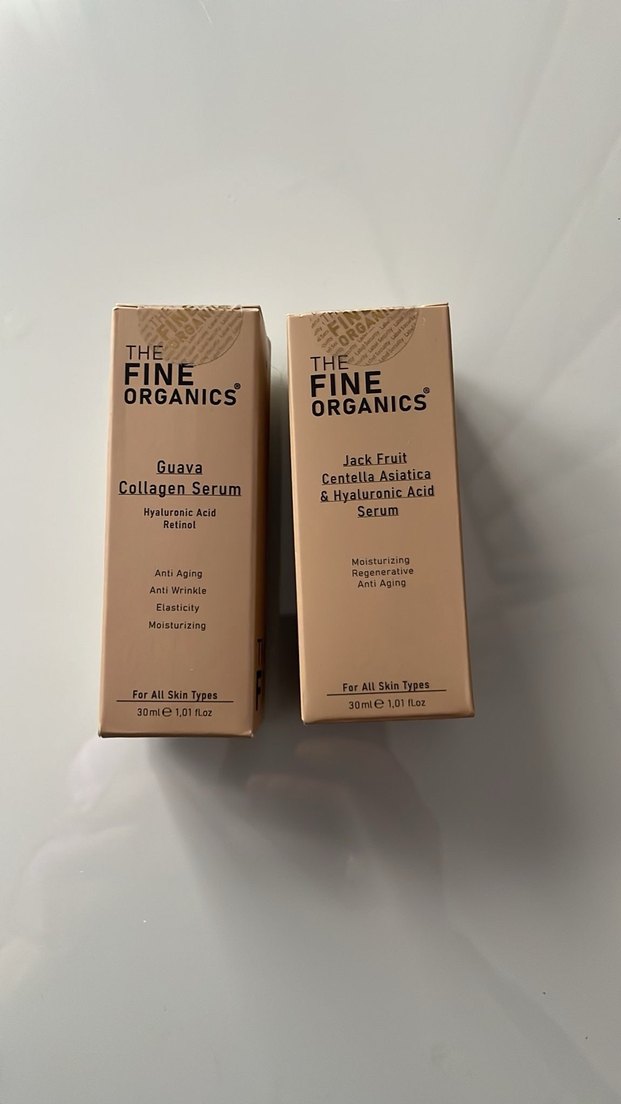 THE
FINE
ORGANICS®
Guava
Collagen Serum
Hyaluronic Acid
Retinol
Anti Aging
Anti Wrinkle
Elasticity
Moisturizing
For All Skin Types
30ml℮ 1,01 fl.oz
THE
FINE
ORGANICS®
Jack Fruit
Centella Asiatica
& Hyaluronic Acid
Serum
Moisturizing
Regenerative
Anti Aging
For All Skin Types
30ml℮ 1,01 fl.oz